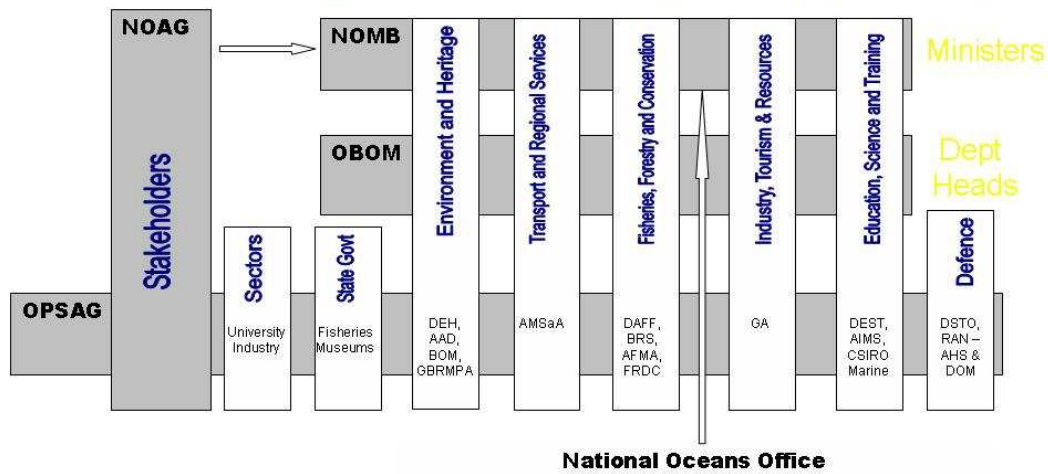 NOAG
NOMB
Ministers
OBOM
Dept
Heads
OPSAG
Stakeholders
Sectors
University
Industry
State Govt
Fisheries
Museums
Environment and Heritage
DEH,
AAD,
BOM,
GBRMPA
Transport and Regional Services
AMSaA
Fisheries, Forestry and Conservation
DAFF,
BRS,
AFMA,
FRDC
Industry, Tourism & Resources
GA
Education, Science and Training
DEST,
AIMS,
CSIRO
Marine
Defence
DSTO,
RAN –
AHS &
DOM
National Oceans Office